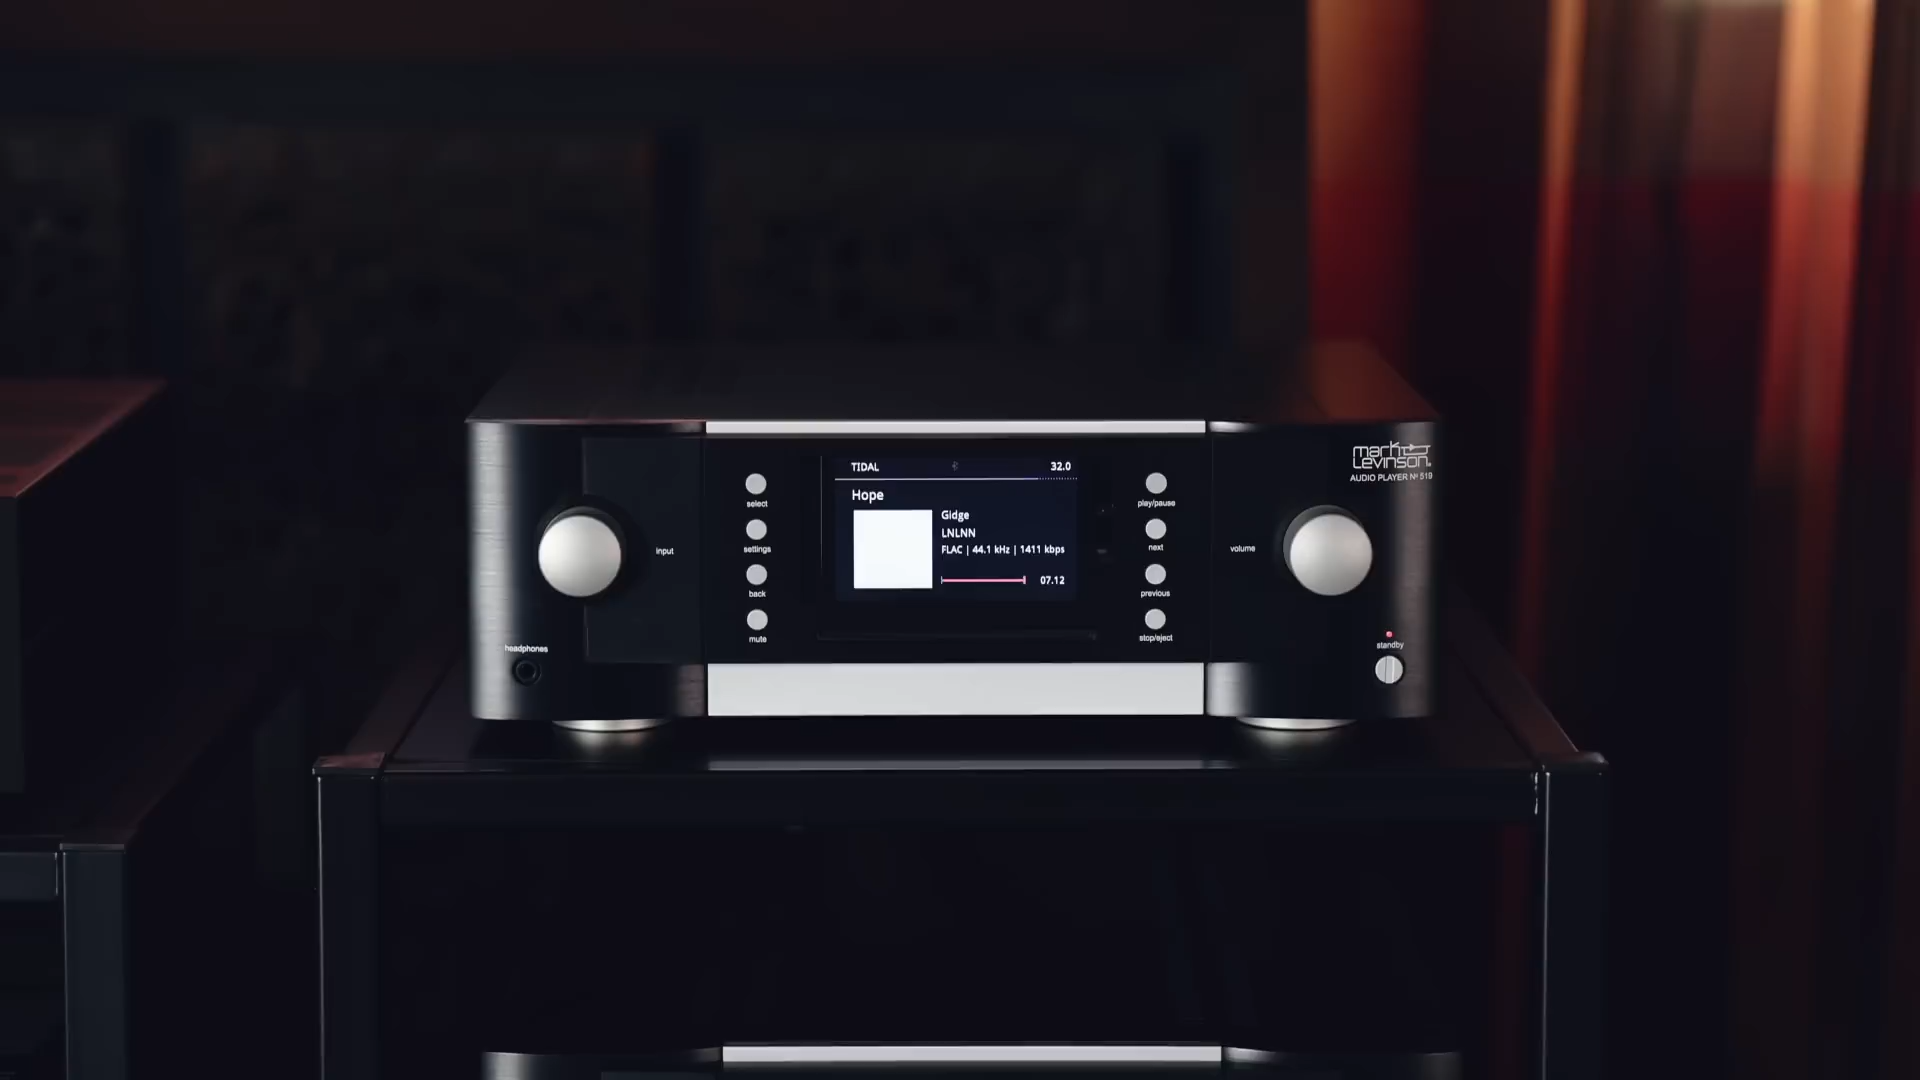 mark
Levinson®
AUDIO PLAYER Nº 519
TIDAL
32.0
Hope
Gidge
LNLNN
FLAC | 44.1 kHz | 1411 kbps
07.12
select
settings
back
mute
play/pause
next
previous
stop/eject
input
volume
headphones
standby